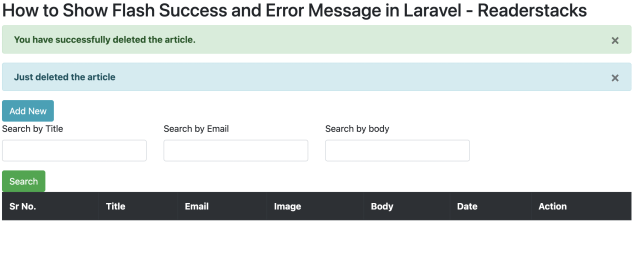 How to Show Flash Success and Error Message in Laravel - Readerstacks
You have successfully deleted the article. ×
Just deleted the article ×
Add New
Search by Title Search by Email Search by body
Search
Sr No. Title Email Image Body Date Action